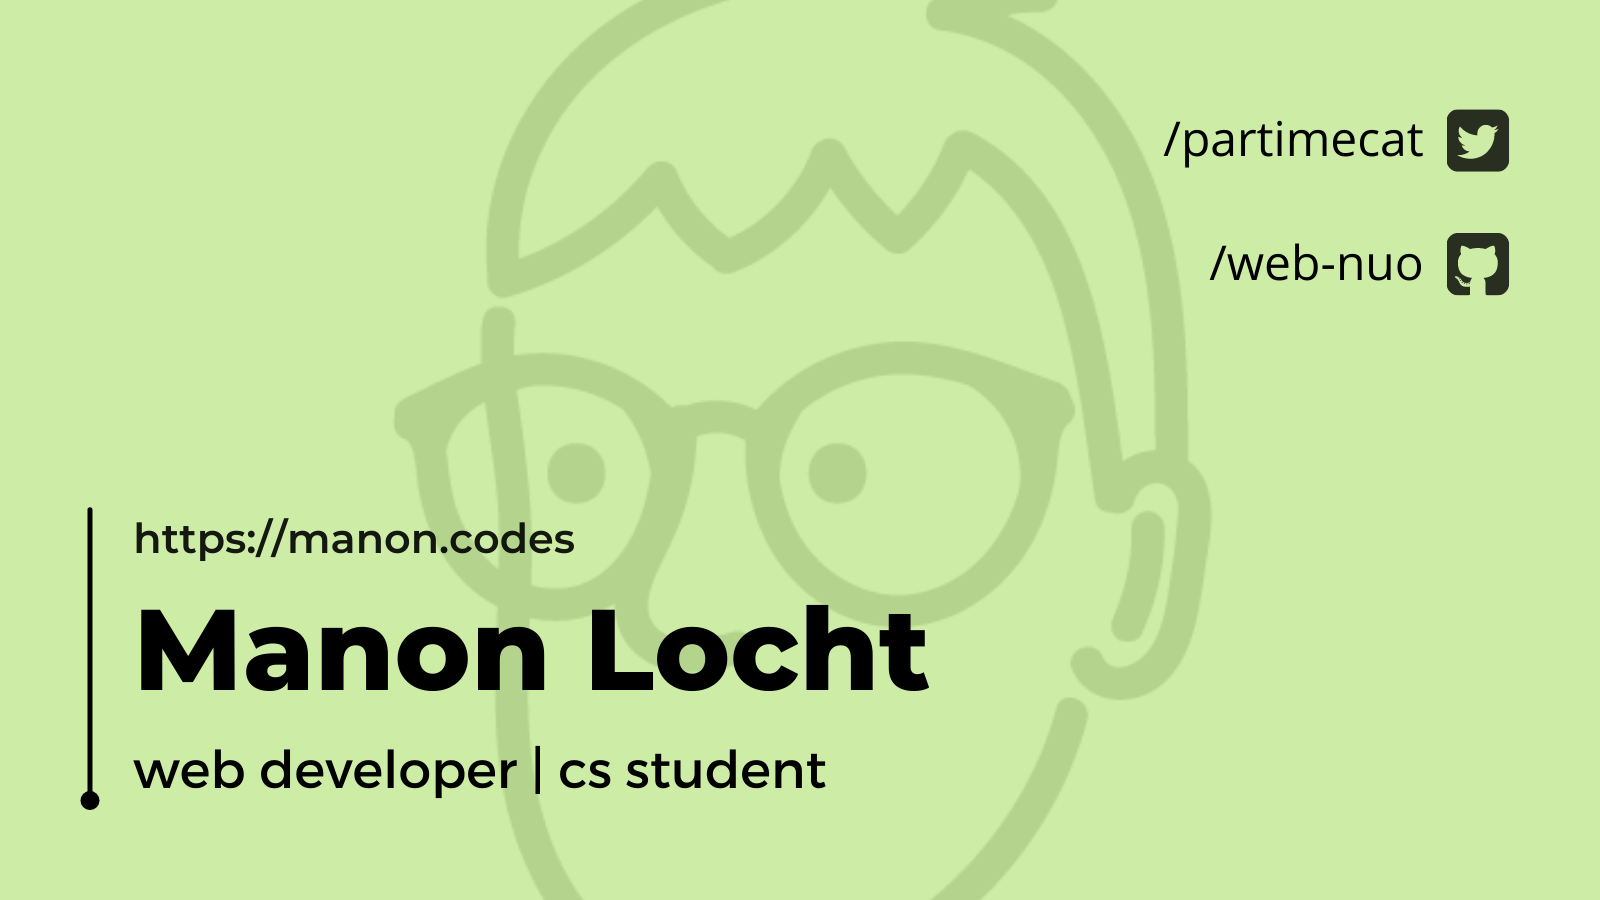 /partimecat
/web-nuo
https://manon.codes
Manon Locht
web developer | cs student